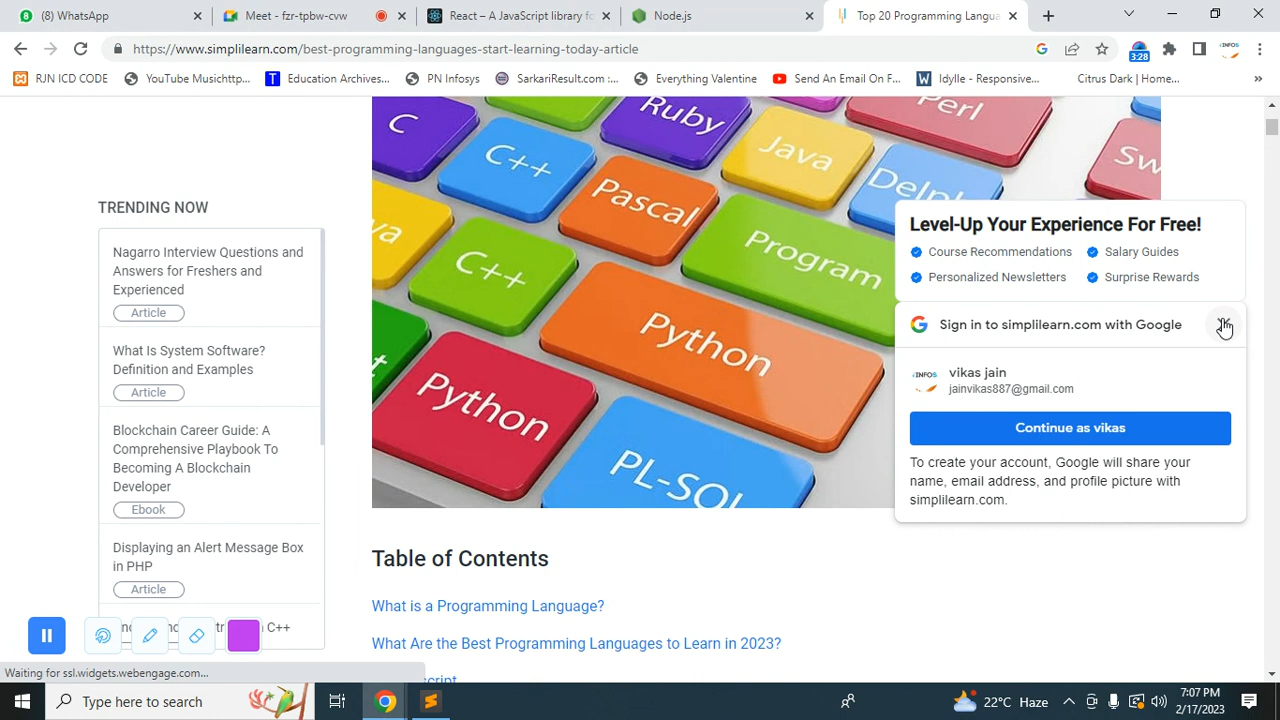 (8) WhatsApp
Meet - fzr-tpbw-cvw
React – A JavaScript library fo
Node.js
Top 20 Programming Langua
https://www.simplilearn.com/best-programming-languages-start-learning-today-article
3:28
RJN ICD CODE
YouTube Musichttp...
Education Archives...
PN Infosys
SarkariResult.com :...
Everything Valentine
Send An Email On F...
Idylle - Responsive...
Citrus Dark | Home...
C
Ruby
Perl
C++
Java
Pascal
Delph
Sw
C++
Program
Python
Python
PL-SQL
TRENDING NOW
Nagarro Interview Questions and
Answers for Freshers and
Experienced
Article
What Is System Software?
Definition and Examples
Article
Blockchain Career Guide: A
Comprehensive Playbook To
Becoming A Blockchain
Developer
Ebook
Displaying an Alert Message Box
in PHP
Article
C++
Level-Up Your Experience For Free!
Course Recommendations
Salary Guides
Personalized Newsletters
Surprise Rewards
Sign in to simplilearn.com with Google
vikas jain
jainvikas887@gmail.com
Continue as vikas
To create your account, Google will share your
name, email address, and profile picture with
simplilearn.com.
Table of Contents
What is a Programming Language?
What Are the Best Programming Languages to Learn in 2023?
Waiting for ssl.widgets.webengage.com...
Type here to search
22°C Haze
7:07 PM
2/17/2023